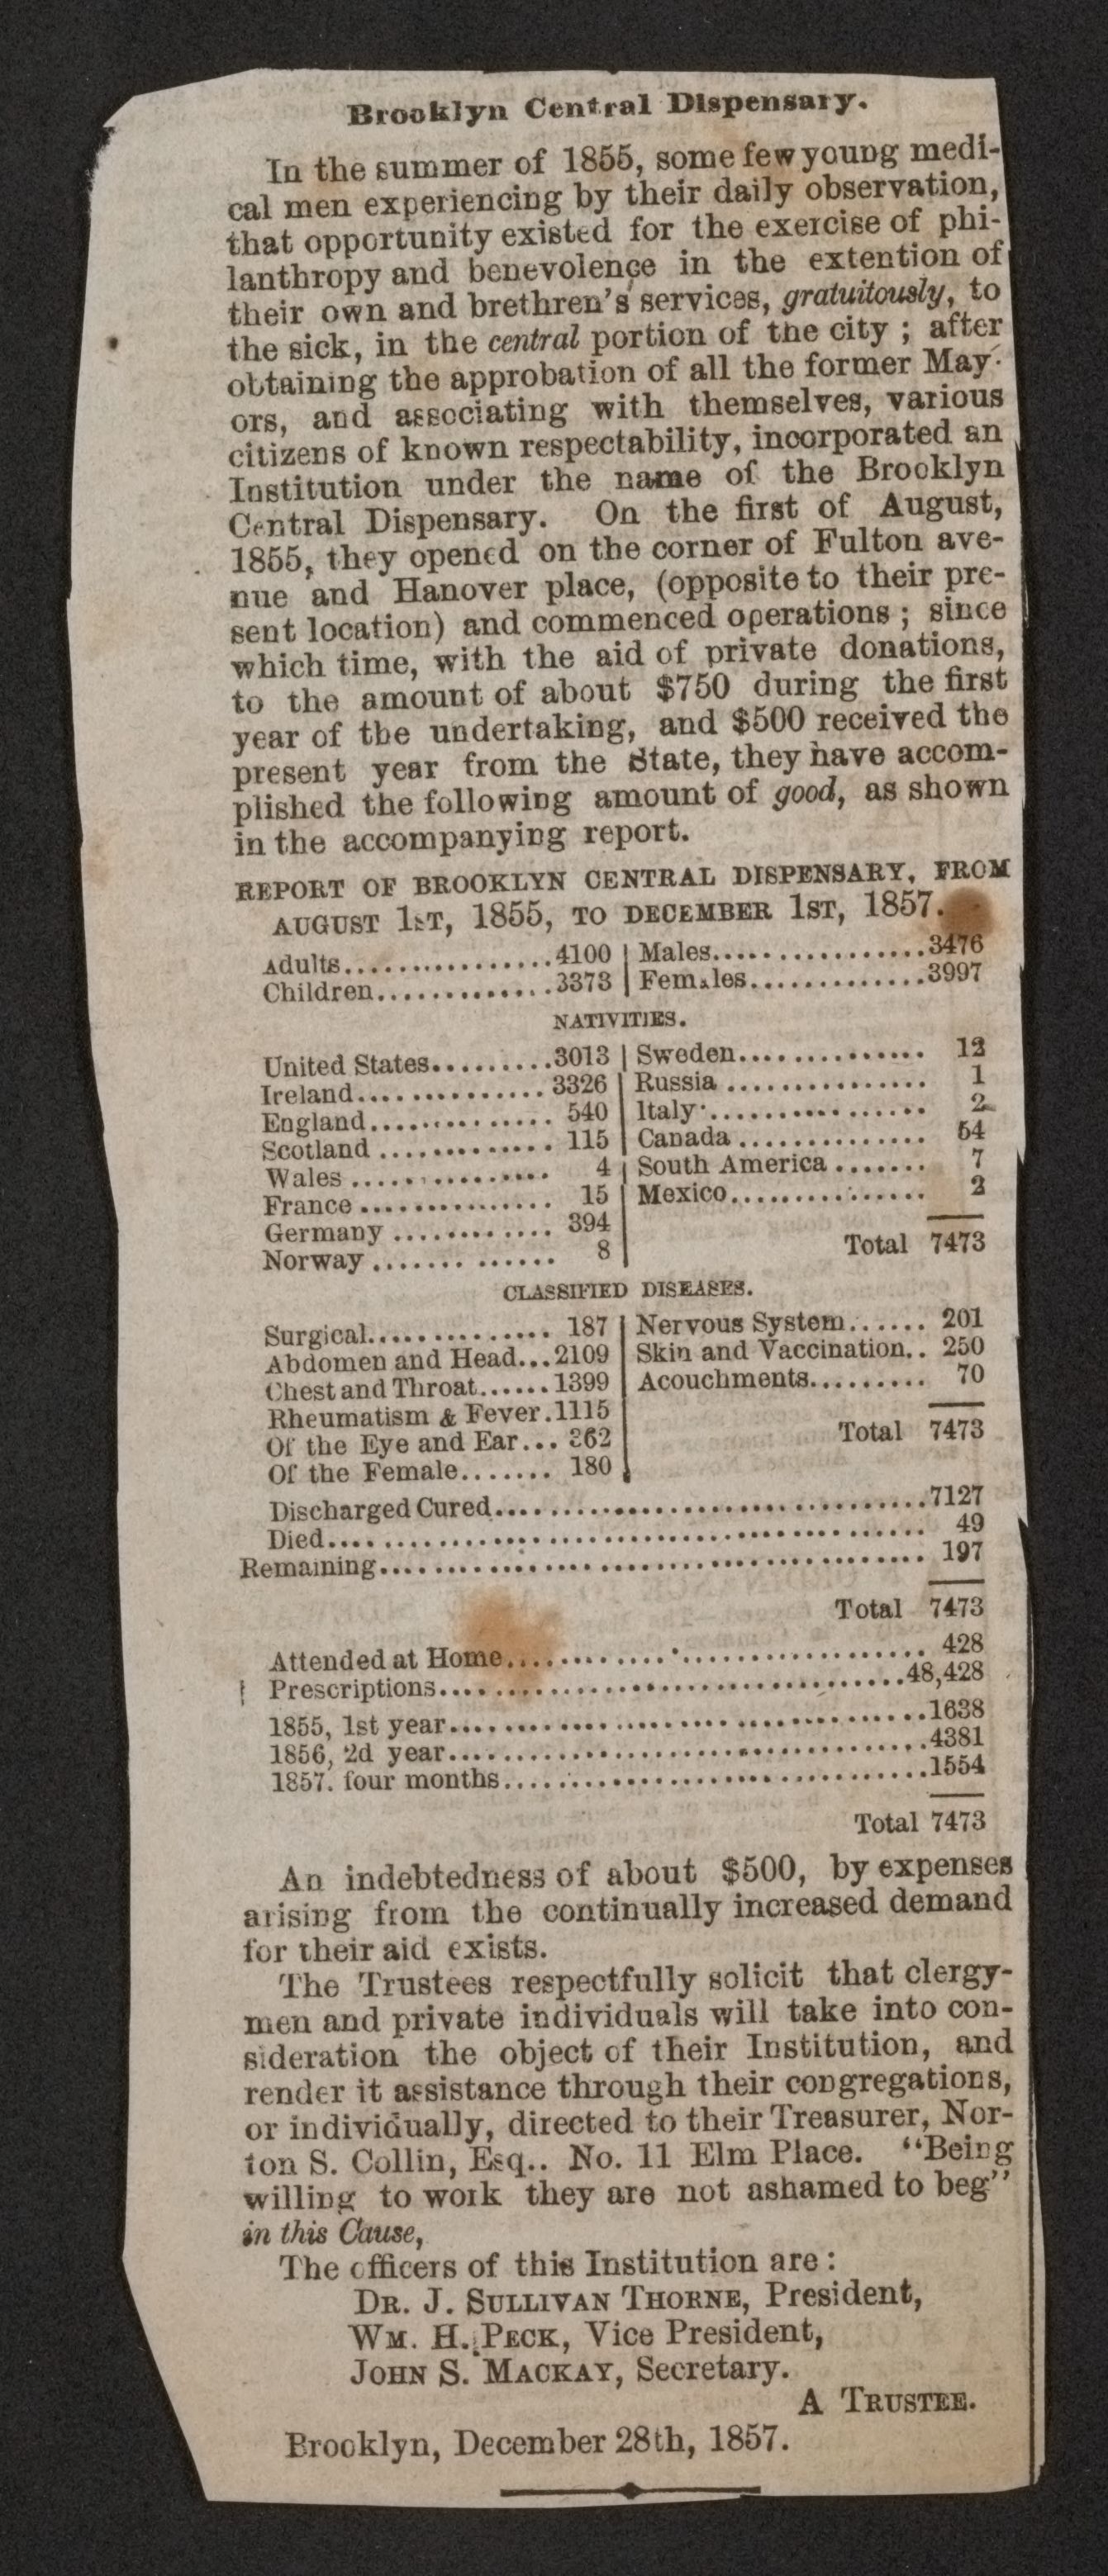 Brooklyn Central Dispensary.
In the summer of 1855, some few young medi-
cal men experiencing by their daily observation,
that opportunity existed for the exercise of phi-
lanthropy and benevolence in the extention of
their own and brethren's services, gratuitously, to
the sick, in the central portion of the city ; after
obtaining the approbation of all the former May-
ors, and associating with themselves, various
citizens of known respectability, incorporated an
Institution under the name of the Brooklyn
Central Dispensary. On the first of August,
1855, they opened on the corner of Fulton ave-
nue and Hanover place, (opposite to their pre-
sent location) and commenced operations ; since
which time, with the aid of private donations,
to the amount of about $750 during the first
year of the undertaking, and $500 received the
present year from the State, they have accom-
plished the following amount of good, as shown
in the accompanying report.
REPORT OF BROOKLYN CENTRAL DISPENSARY, FROM
AUGUST 1ST, 1855, TO DECEMBER 1ST, 1857.
Adults................4100 | Males................3476
Children.............3373 | Females.............3997
NATIVITIES.
United States.........3013 | Sweden.............. 12
Ireland.............. 3326 | Russia ............... 1
England.............. 540 | Italy................. 2
Scotland ............. 115 | Canada .............. 54
Wales ............... 4 | South America ....... 7
France .............. 15 | Mexico............... 2
Germany ............ 394
Norway ............. 8 Total 7473
CLASSIFIED DISEASES.
Surgical.............. 187 | Nervous System...... 201
Abdomen and Head...2109 | Skin and Vaccination.. 250
Chest and Throat......1399 | Acouchments......... 70
Rheumatism & Fever.1115
Of the Eye and Ear... 362 Total 7473
Of the Female....... 180
Discharged Cured................................7127
Died........................................... 49
Remaining....................................... 197
Total 7473
Attended at Home............................... 428
Prescriptions..................................48,428
1855, 1st year...................................1638
1856, 2d year...................................4381
1857. four months...............................1554
Total 7473
An indebtedness of about $500, by expenses
arising from the continually increased demand
for their aid exists.
The Trustees respectfully solicit that clergy-
men and private individuals will take into con-
sideration the object of their Institution, and
render it assistance through their congregations,
or individually, directed to their Treasurer, Nor-
ton S. Collin, Esq.. No. 11 Elm Place. "Being
willing to work they are not ashamed to beg"
in this Cause,
The officers of this Institution are :
DR. J. SULLIVAN THORNE, President,
WM. H. PECK, Vice President,
JOHN S. MACKAY, Secretary.
A TRUSTEE.
Brooklyn, December 28th, 1857.